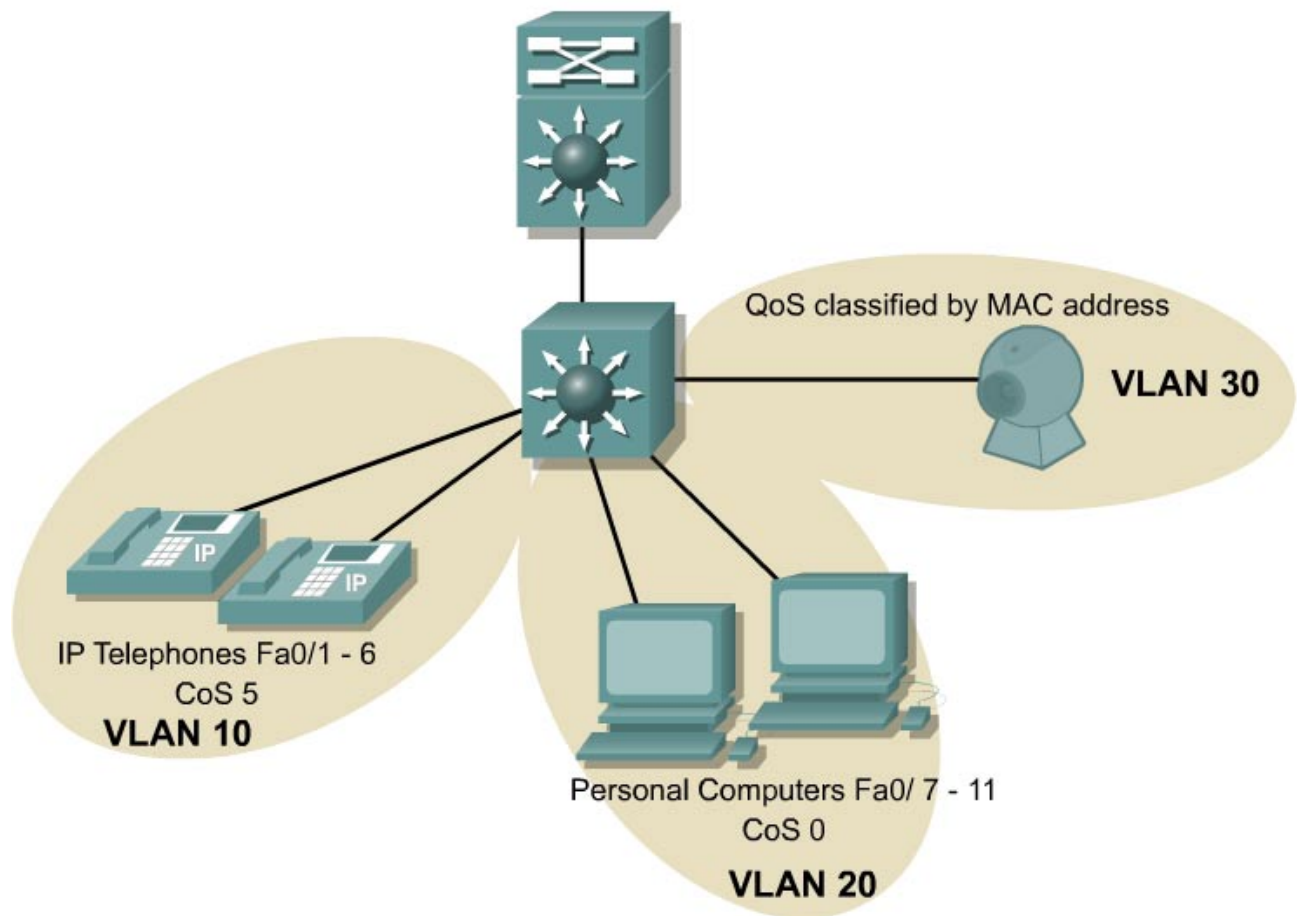 QoS classified by MAC address
VLAN 30
IP
IP
IP Telephones Fa0/1 - 6
CoS 5
VLAN 10
Personal Computers Fa0/ 7 - 11
CoS 0
VLAN 20